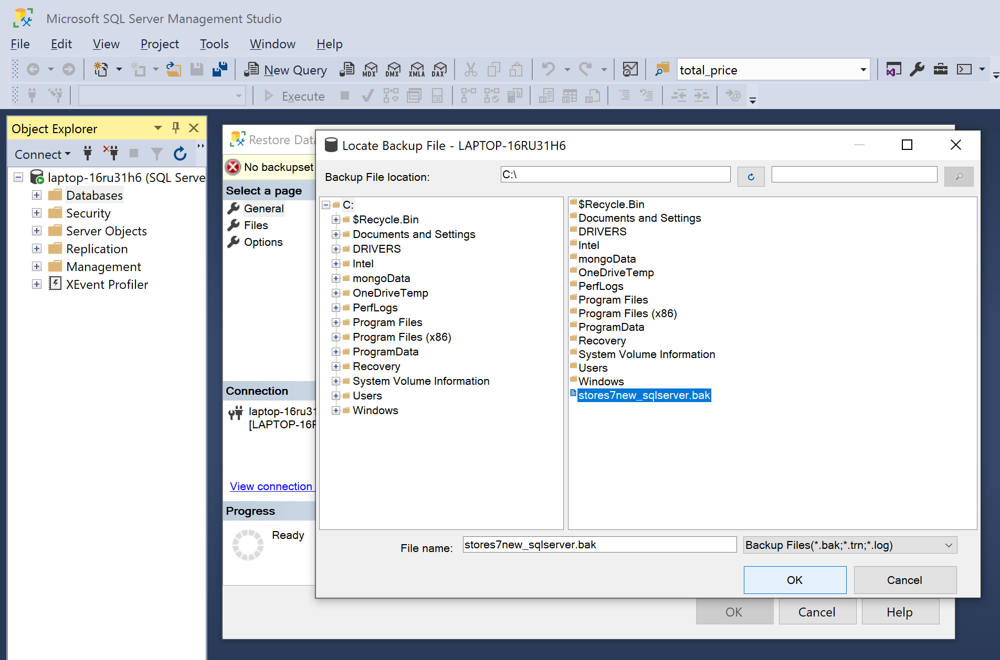 Microsoft SQL Server Management Studio
File Edit View Project Tools Window Help
New Query MDX DMX XMLA DAX total_price
Execute
Object Explorer
Connect
laptop-16ru31h6 (SQL Serve
Databases
Security
Server Objects
Replication
Management
XEvent Profiler
Restore Data
No backupset
Select a page
General
Files
Options
Connection
laptop-16ru31
[LAPTOP-16R
View connection
Progress
Ready
Locate Backup File - LAPTOP-16RU31H6
Backup File location: C:\
C:
$Recycle.Bin
Documents and Settings
DRIVERS
Intel
mongoData
OneDriveTemp
PerfLogs
Program Files
Program Files (x86)
ProgramData
Recovery
System Volume Information
Users
Windows
$Recycle.Bin
Documents and Settings
DRIVERS
Intel
mongoData
OneDriveTemp
PerfLogs
Program Files
Program Files (x86)
ProgramData
Recovery
System Volume Information
Users
Windows
stores7new_sqlserver.bak
File name: stores7new_sqlserver.bak Backup Files(*.bak;*.trn;*.log)
OK Cancel
OK Cancel Help